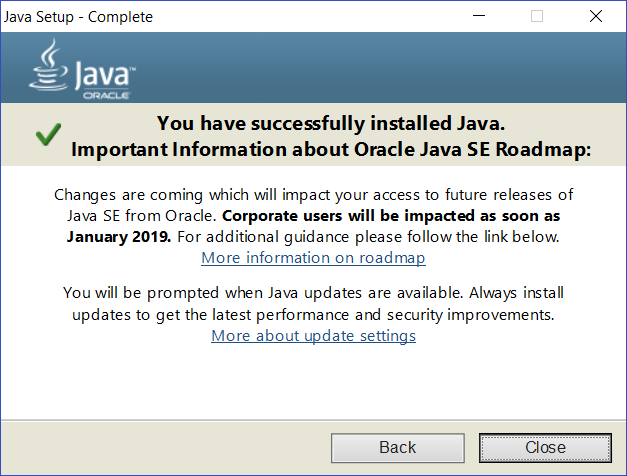 Java Setup - Complete
Java™
ORACLE
You have successfully installed Java.
Important Information about Oracle Java SE Roadmap:
Changes are coming which will impact your access to future releases of
Java SE from Oracle. Corporate users will be impacted as soon as
January 2019. For additional guidance please follow the link below.
More information on roadmap
You will be prompted when Java updates are available. Always install
updates to get the latest performance and security improvements.
More about update settings
Back
Close